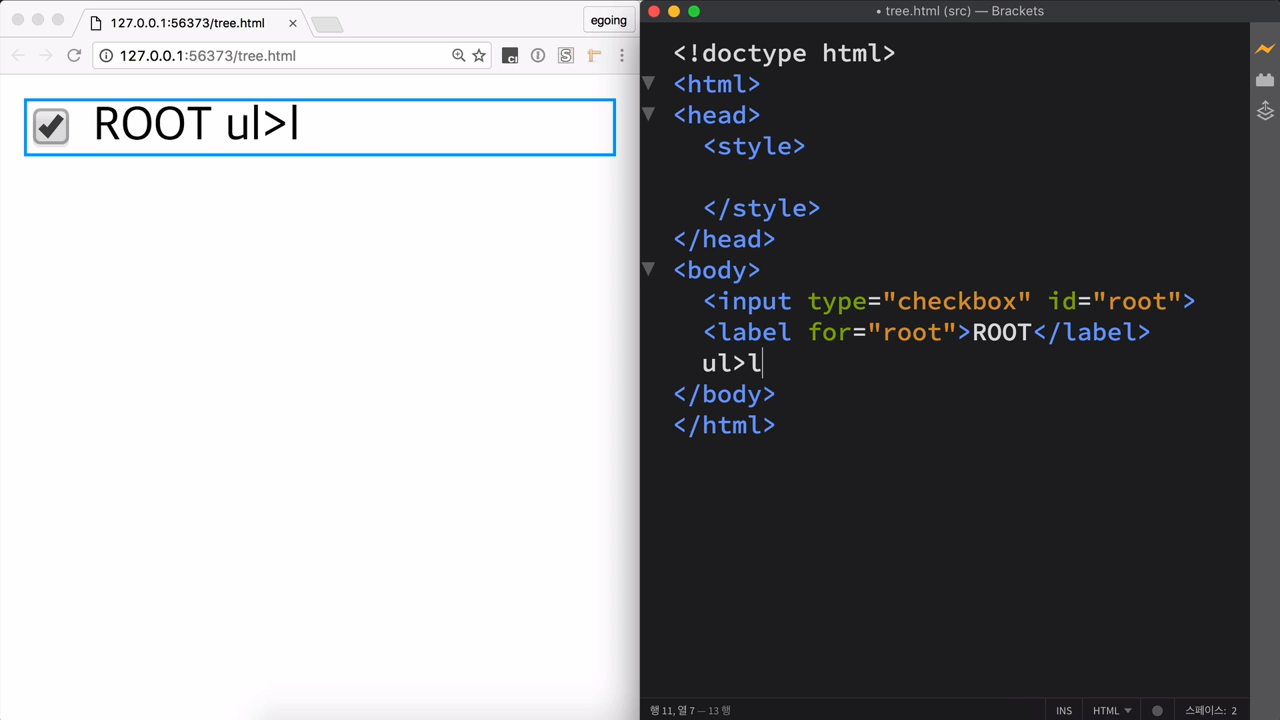 127.0.0.1:56373/tree.html
egoing
127.0.0.1:56373/tree.html
ROOT ul>l
• tree.html (src) — Brackets
<!doctype html>
<html>
<head>
<style>
</style>
</head>
<body>
<input type="checkbox" id="root">
<label for="root">ROOT</label>
ul>l
</body>
</html>
행 11, 열 7 — 13 행
INS
HTML
스페이스: 2